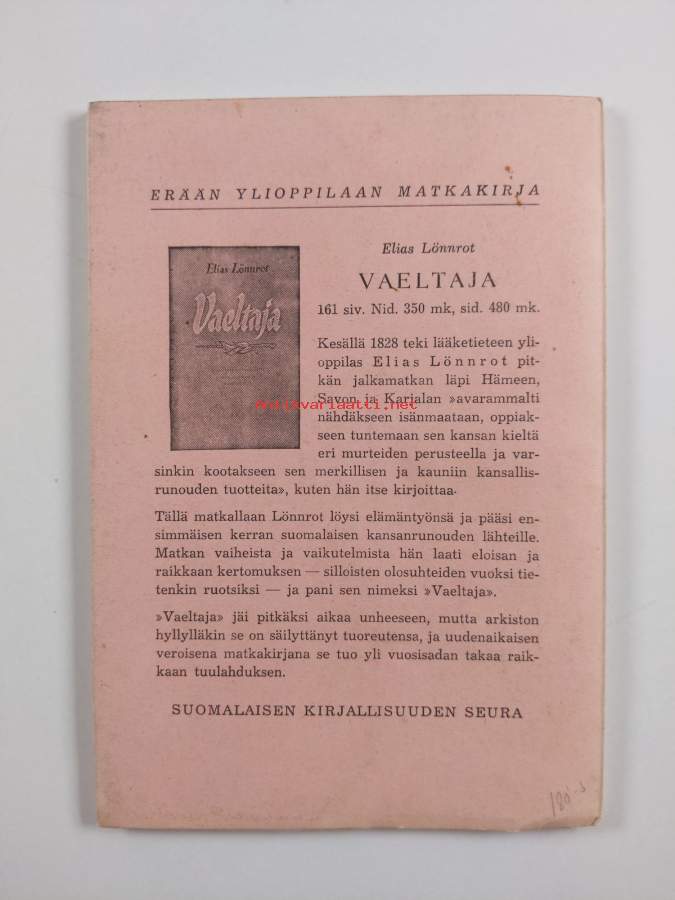 ERÄÄN YLIOPPILAAN MATKAKIRJA
Elias Lönnrot
Vaeltaja
Elias Lönnrot
VAELTAJA
161 siv. Nid. 350 mk, sid. 480 mk.
Kesällä 1828 teki lääketieteen yli-
oppilas Elias Lönnrot pit-
kän jalkamatkan läpi Hämeen,
Savon ja Karjalan »avarammalti
antikvariaatti.net
nähdäkseen isänmaataan, oppiak-
seen tuntemaan sen kansan kieltä
eri murteiden perusteella ja var-
sinkin kootakseen sen merkillisen ja kauniin kansallis-
runouden tuotteita», kuten hän itse kirjoittaa.
Tällä matkallaan Lönnrot löysi elämäntyönsä ja pääsi en-
simmäisen kerran suomalaisen kansanrunouden lähteille.
Matkan vaiheista ja vaikutelmista hän laati eloisan ja
raikkaan kertomuksen — silloisten olosuhteiden vuoksi tie-
tenkin ruotsiksi — ja pani sen nimeksi »Vaeltaja».
»Vaeltaja» jäi pitkäksi aikaa unheeseen, mutta arkiston
hyllylläkin se on säilyttänyt tuoreutensa, ja uudenaikaisen
veroisena matkakirjana se tuo yli vuosisadan takaa raik-
kaan tuulahduksen.
SUOMALAISEN KIRJALLISUUDEN SEURA